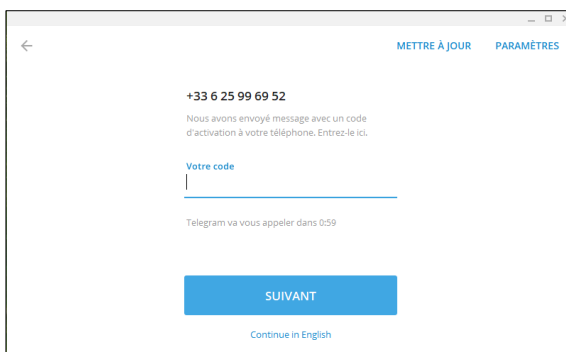 METTRE À JOUR PARAMÈTRES
+33 6 25 99 69 52
Nous avons envoyé message avec un code
d'activation à votre téléphone. Entrez-le ici.
Votre code
Telegram va vous appeler dans 0:59
SUIVANT
Continue in English